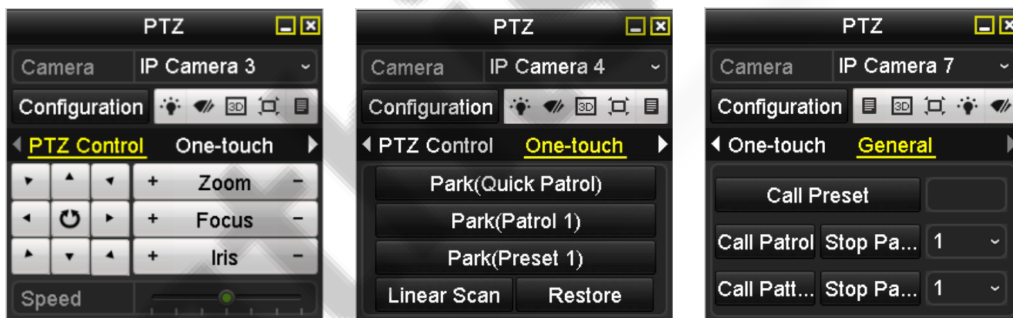 PTZ
Camera IP Camera 3
Configuration 3D
PTZ Control One-touch
+ Zoom -
+ Focus -
+ Iris -
Speed
PTZ
Camera IP Camera 4
Configuration 3D
PTZ Control One-touch
Park(Quick Patrol)
Park(Patrol 1)
Park(Preset 1)
Linear Scan Restore
PTZ
Camera IP Camera 7
Configuration 3D
One-touch General
Call Preset
Call Patrol Stop Pa... 1
Call Patt... Stop Pa... 1